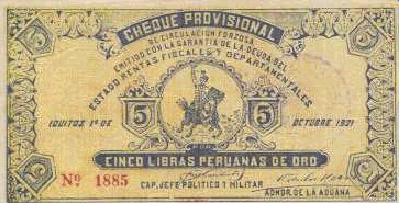 CHEQUE PROVISIONAL
DE CIRCULACION FORZOSA
EMITIDO CON LA GARANTIA DE LA DEUDA DEL
ESTADO RENTAS FISCALES Y DEPARTAMENTALES
IQUITOS 1º DE OCTUBRE 1921
5 5
POR
CINCO LIBRAS PERUANAS DE ORO
Nº 1885
CAP. JEFE POLITICO Y MILITAR
ADMOR DE LA ADUANA